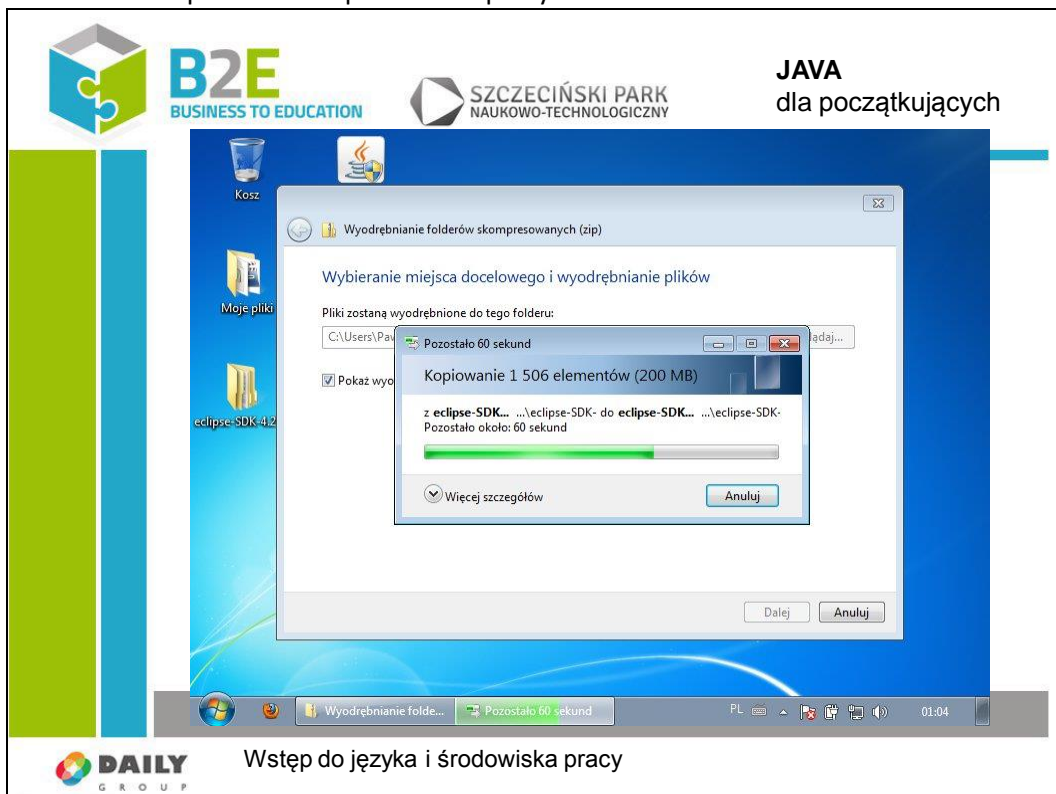 B2E
BUSINESS TO EDUCATION
SZCZECIŃSKI PARK
NAUKOWO-TECHNOLOGICZNY
JAVA
dla początkujących
Kosz
Wyodrębnianie folderów skompresowanych (zip)
Wybieranie miejsca docelowego i wyodrębnianie plików
Moje pliki
Pliki zostaną wyodrębnione do tego folderu:
C:\Users\Pav
lądaj...
Pozostało 60 sekund
Kopiowanie 1 506 elementów (200 MB)
Pokaż wyo
z eclipse-SDK... ...\eclipse-SDK- do eclipse-SDK... ...\eclipse-SDK-
Pozostało około: 60 sekund
eclipse-SDK-4.2
Więcej szczegółów
Anuluj
Dalej
Anuluj
Wyodrębnianie folde...
Pozostało 60 sekund
PL
01:04
DAILY
GROUP
Wstęp do języka i środowiska pracy